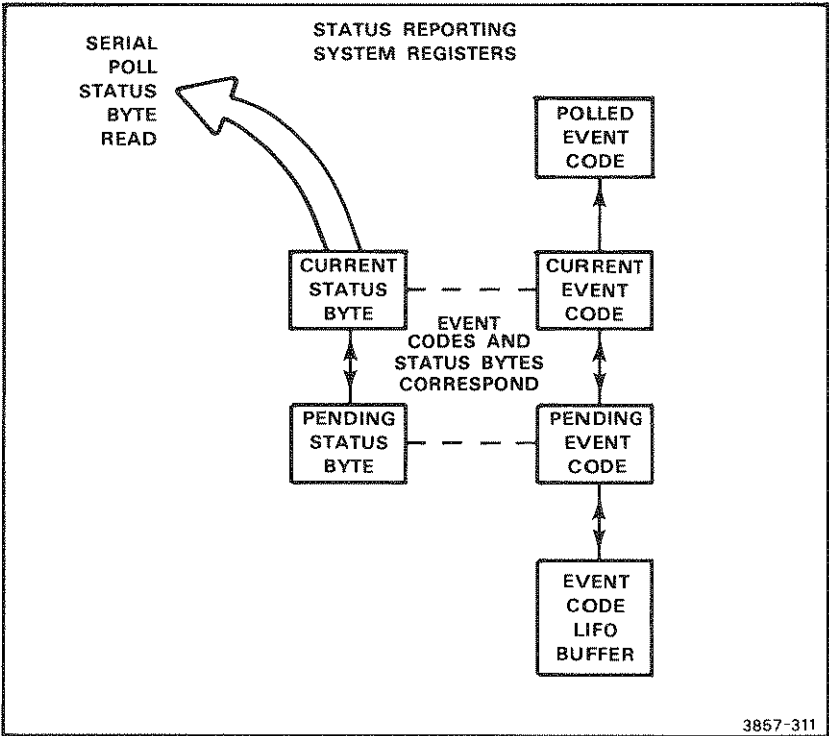 STATUS REPORTING
SYSTEM REGISTERS
SERIAL
POLL
STATUS
BYTE
READ
POLLED
EVENT
CODE
CURRENT
STATUS
BYTE
CURRENT
EVENT
CODE
EVENT
CODES AND
STATUS BYTES
CORRESPOND
PENDING
STATUS
BYTE
PENDING
EVENT
CODE
EVENT
CODE
LIFO
BUFFER
3857-311